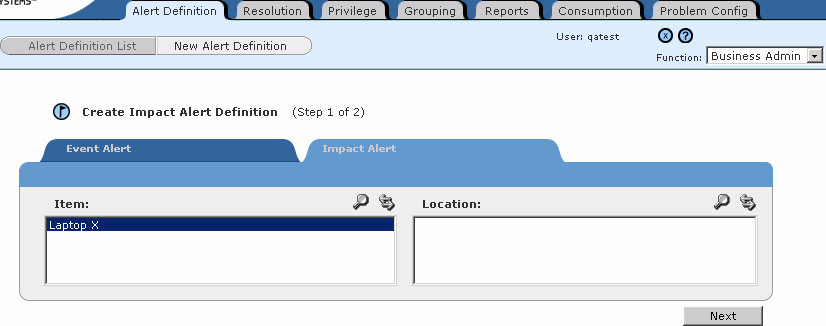 YSTEMS
Alert Definition Resolution Privilege Grouping Reports Consumption Problem Config
Alert Definition List New Alert Definition
User: qatest x ?
Function: Business Admin
Create Impact Alert Definition (Step 1 of 2)
Event Alert Impact Alert
Item: Location:
Laptop X
Next